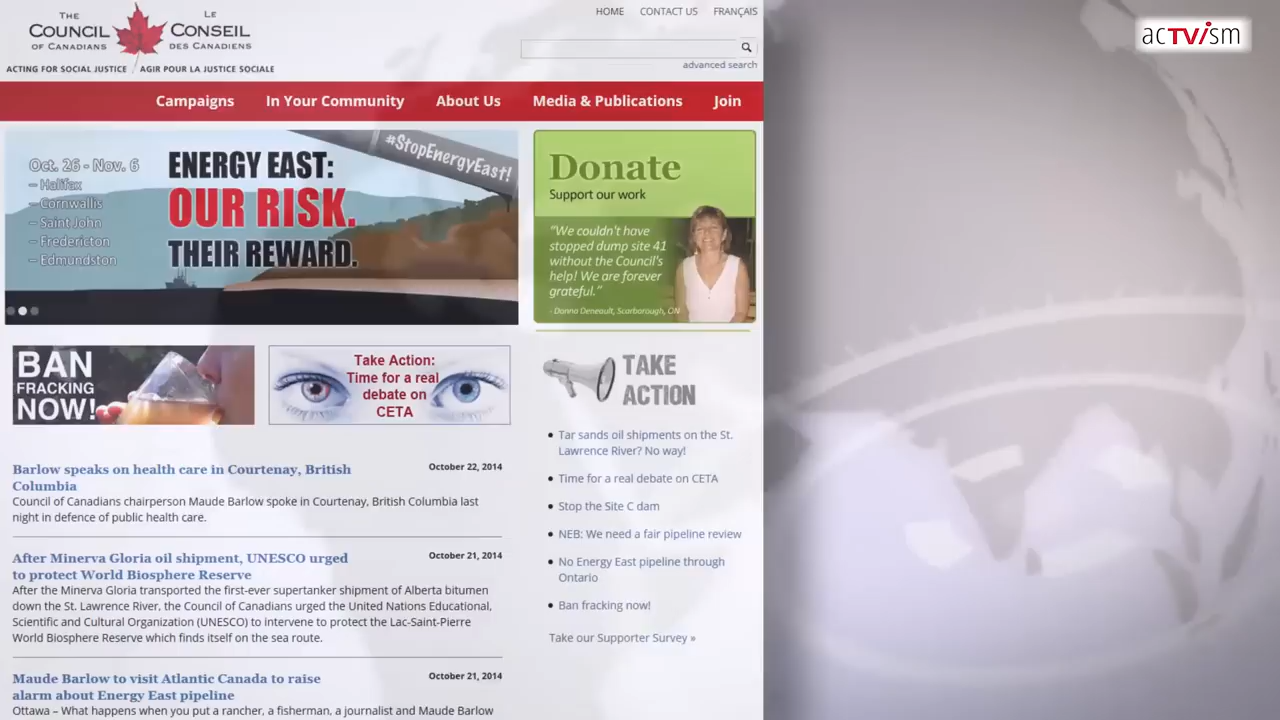 THE COUNCIL OF CANADIANS
LE CONSEIL DES CANADIENS
ACTING FOR SOCIAL JUSTICE | AGIR POUR LA JUSTICE SOCIALE
HOME CONTACT US FRANÇAIS
advanced search
acTViSm
Campaigns In Your Community About Us Media & Publications Join
Oct. 26 - Nov. 6
– Halifax
– Cornwallis
– Saint John
– Fredericton
– Edmundston
ENERGY EAST:
OUR RISK.
THEIR REWARD.
#StopEnergyEast!
Donate
Support our work
“We couldn’t have
stopped dump site 41
without the Council’s
help! We are forever
grateful.”
- Donna Deneault, Scarborough, ON
BAN
FRACKING
NOW!
Take Action:
Time for a real
debate on
CETA
TAKE
ACTION
Tar sands oil shipments on the St.
Lawrence River? No way!
Time for a real debate on CETA
Stop the Site C dam
NEB: We need a fair pipeline review
No Energy East pipeline through
Ontario
Ban fracking now!
Take our Supporter Survey »
Barlow speaks on health care in Courtenay, British
Columbia
October 22, 2014
Council of Canadians chairperson Maude Barlow spoke in Courtenay, British Columbia last
night in defence of public health care.
After Minerva Gloria oil shipment, UNESCO urged
to protect World Biosphere Reserve
October 21, 2014
After the Minerva Gloria transported the first-ever supertanker shipment of Alberta bitumen
down the St. Lawrence River, the Council of Canadians urged the United Nations Educational,
Scientific and Cultural Organization (UNESCO) to intervene to protect the Lac-Saint-Pierre
World Biosphere Reserve which finds itself on the sea route.
Maude Barlow to visit Atlantic Canada to raise
alarm about Energy East pipeline
October 21, 2014
Ottawa – What happens when you put a rancher, a fisherman, a journalist and Maude Barlow